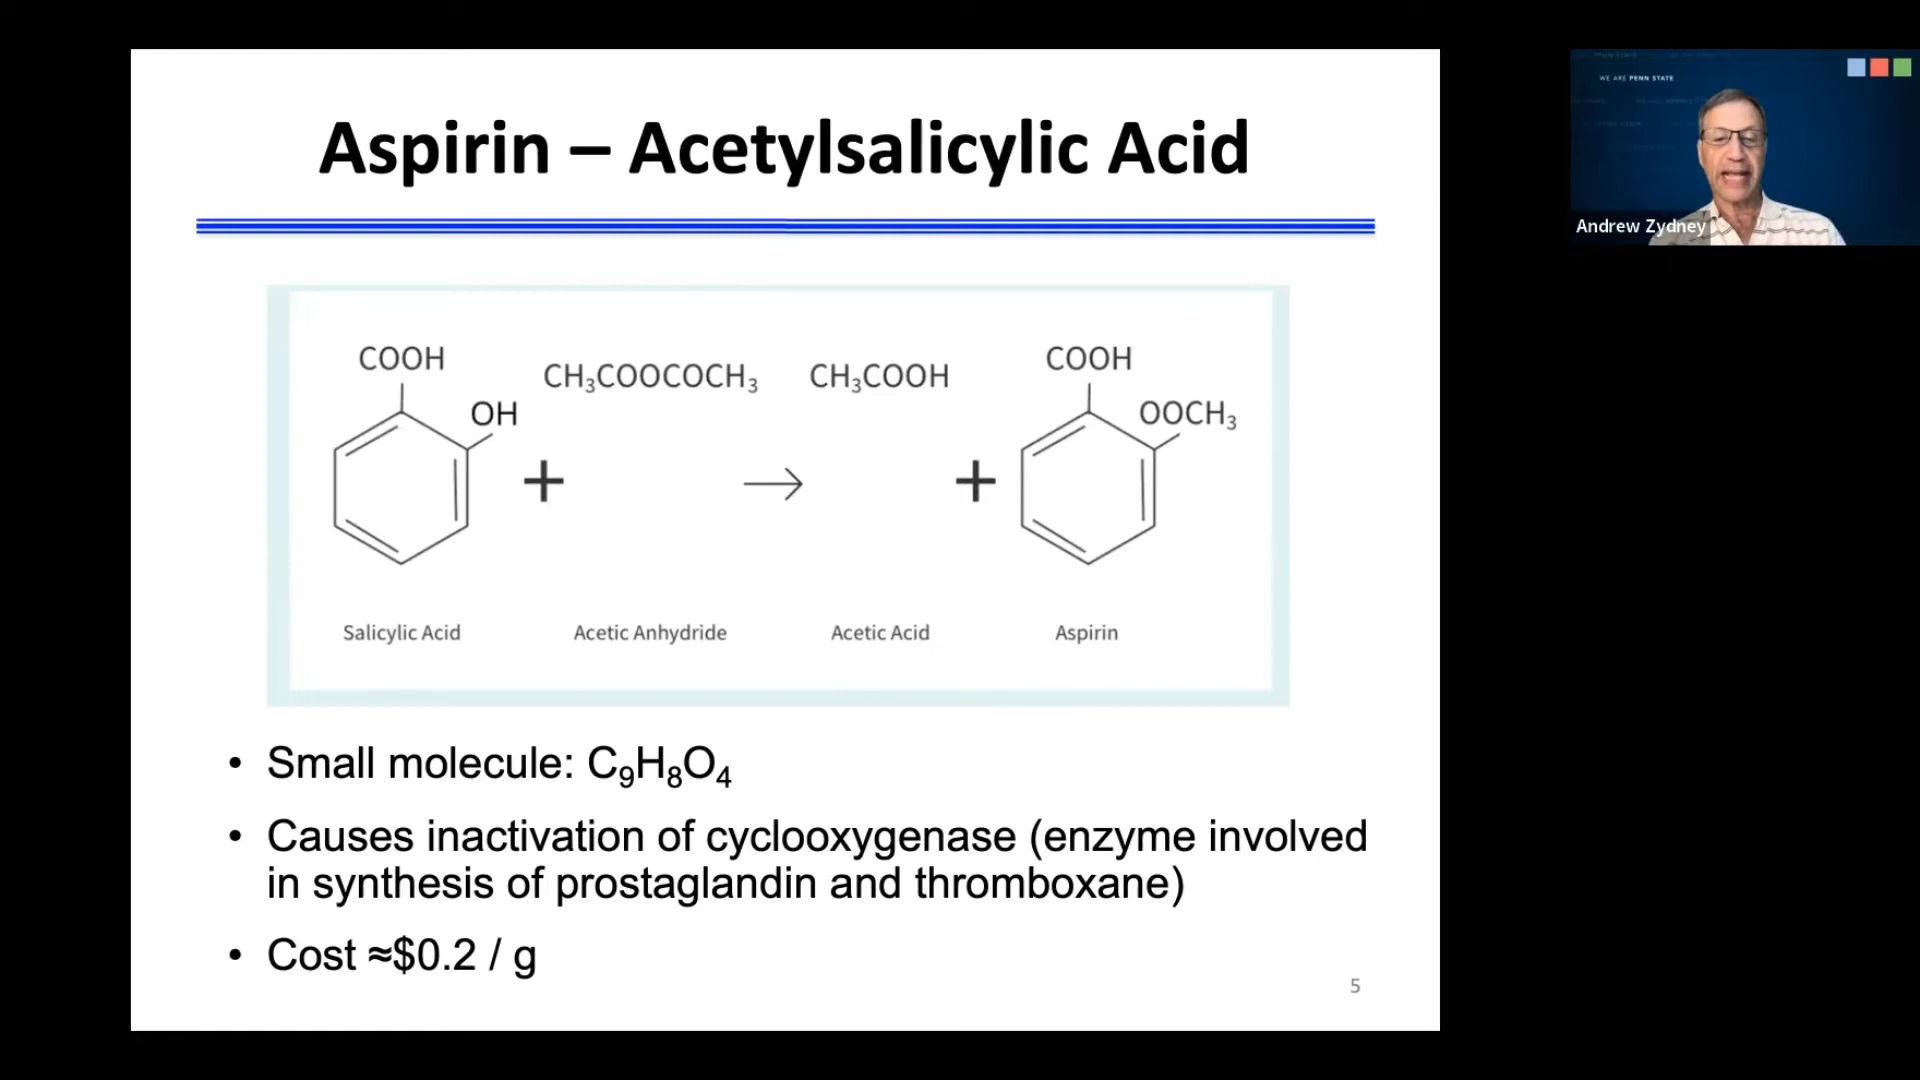 Aspirin – Acetylsalicylic Acid
COOH
OH
CH₃COOCOCH₃
CH₃COOH
COOH
OOCH₃
+
→
+
Salicylic Acid
Acetic Anhydride
Acetic Acid
Aspirin
• Small molecule: C₉H₈O₄
• Causes inactivation of cyclooxygenase (enzyme involved
in synthesis of prostaglandin and thromboxane)
• Cost ≈$0.2 / g
5
WE ARE PENN STATE
Andrew Zydney